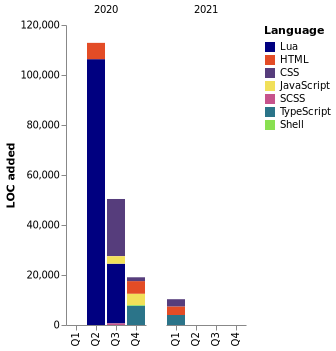 2020 2021
Language
Lua
HTML
CSS
JavaScript
SCSS
TypeScript
Shell
LOC added
120,000
100,000
80,000
60,000
40,000
20,000
0
Q1 Q2 Q3 Q4 Q1 Q2 Q3 Q4